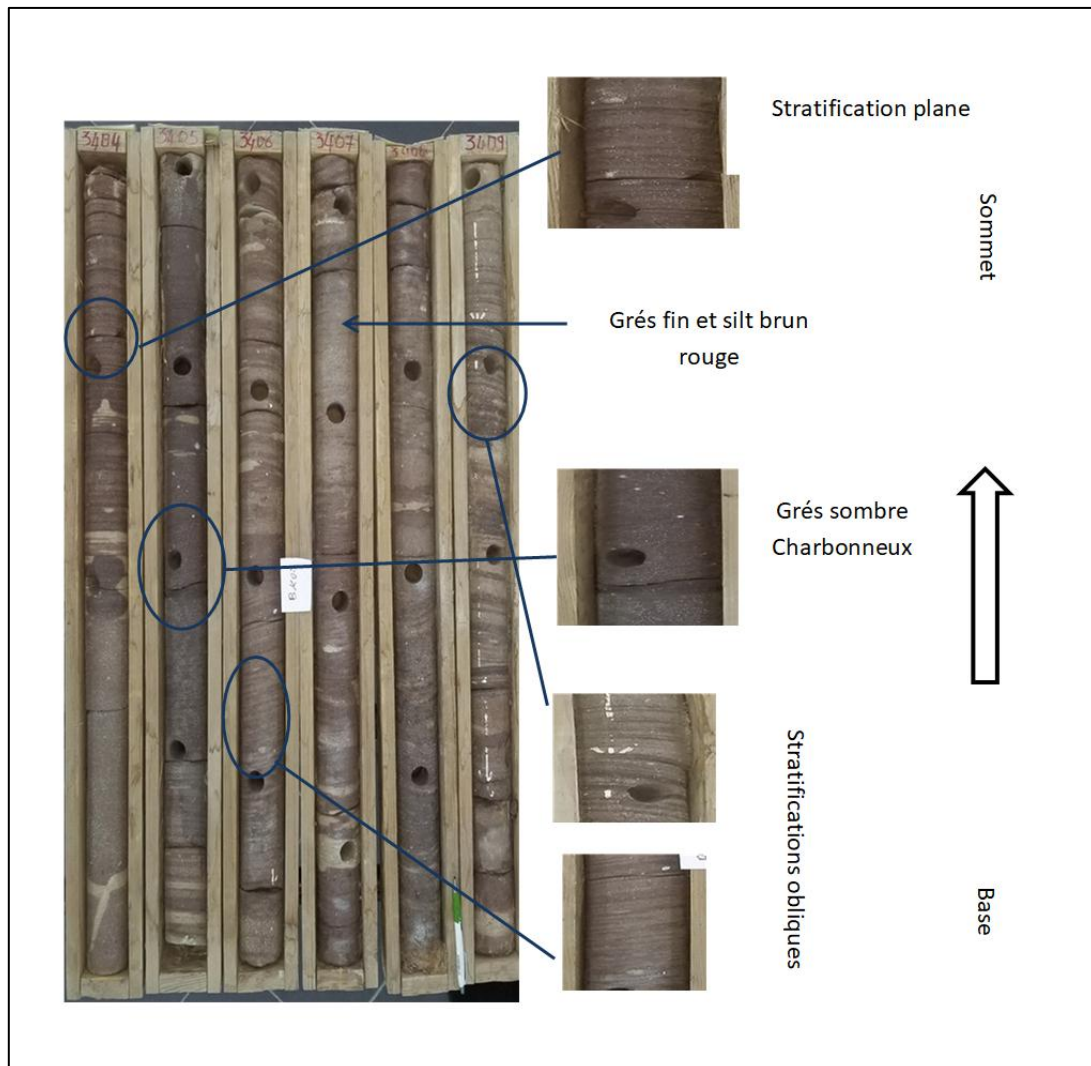 3404
3405
3406
3407
3409
Stratification plane
Sommet
Grés fin et silt brun
rouge
Grés sombre
Charbonneux
Stratifications obliques
Base